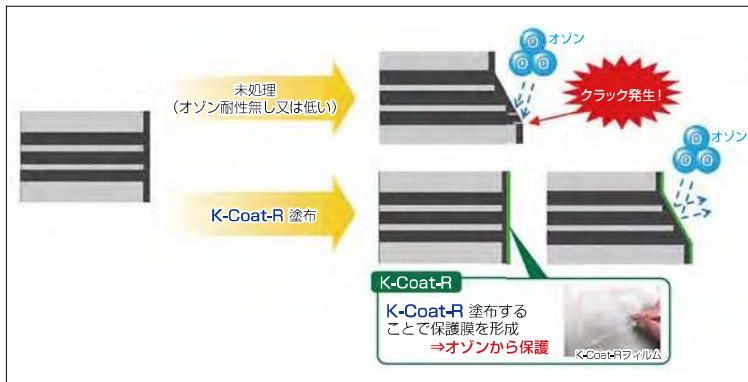 未処理
(オゾン耐性無し又は低い)
オゾン
クラック発生!
オゾン
K-Coat-R 塗布
K-Coat-R
K-Coat-R 塗布する
ことで保護膜を形成
⇒オゾンから保護
K-Coat-Rフィルム